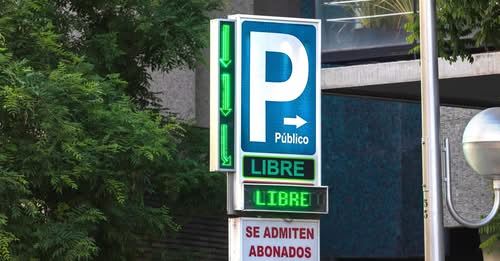 P
Público
LIBRE
LIBRE
SE ADMITEN
ABONADOS